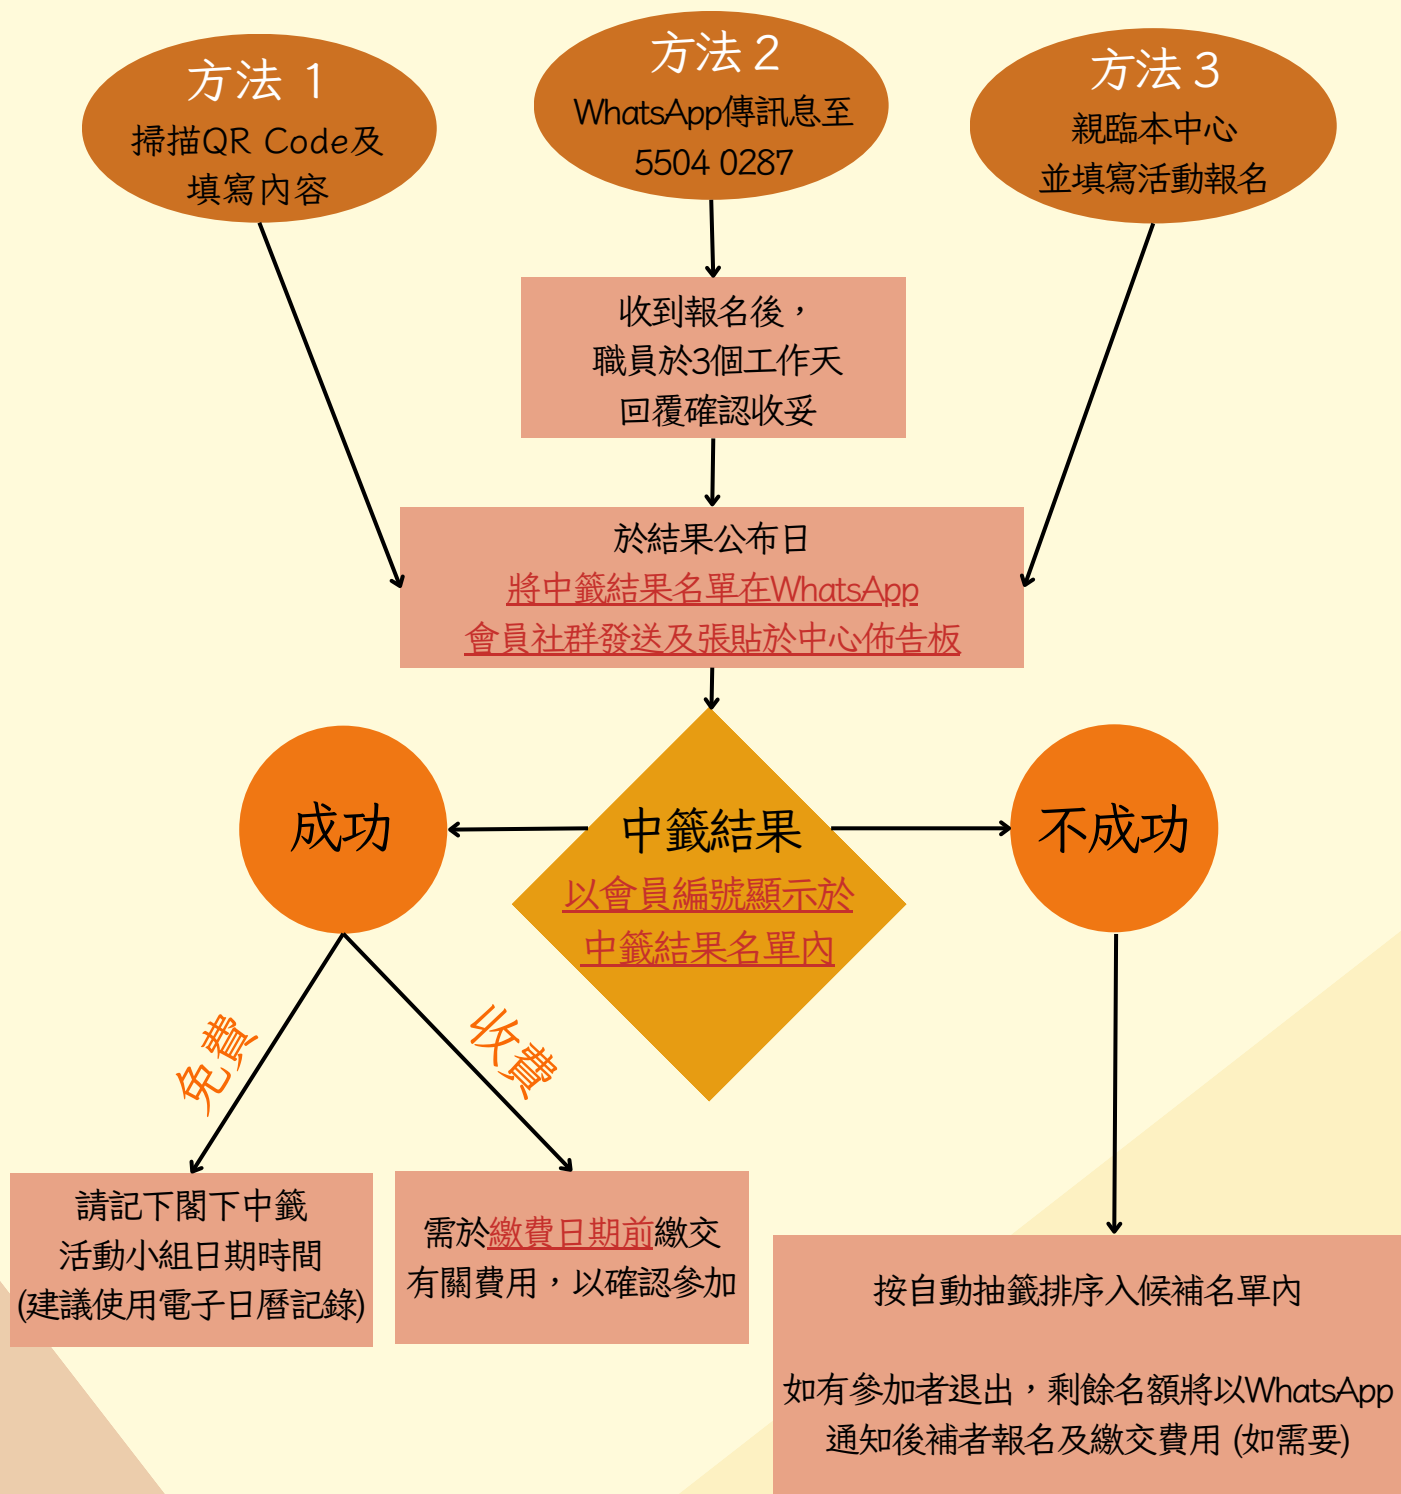 方法 1
掃描QR Code及
填寫內容
方法 2
WhatsApp傳訊息至
5504 0287
方法 3
親臨本中心
並填寫活動報名
收到報名後，
職員於3個工作天
回覆確認收妥
於結果公布日
將中籤結果名單在WhatsApp
會員社群發送及張貼於中心佈告板
成功
中籤結果
以會員編號顯示於
中籤結果名單內
不成功
免費
收費
請記下閣下中籤
活動小組日期時間
(建議使用電子日曆記錄)
需於繳費日期前繳交
有關費用，以確認參加
按自動抽籤排序入候補名單內
如有參加者退出，剩餘名額將以WhatsApp
通知後補者報名及繳交費用 (如需要)